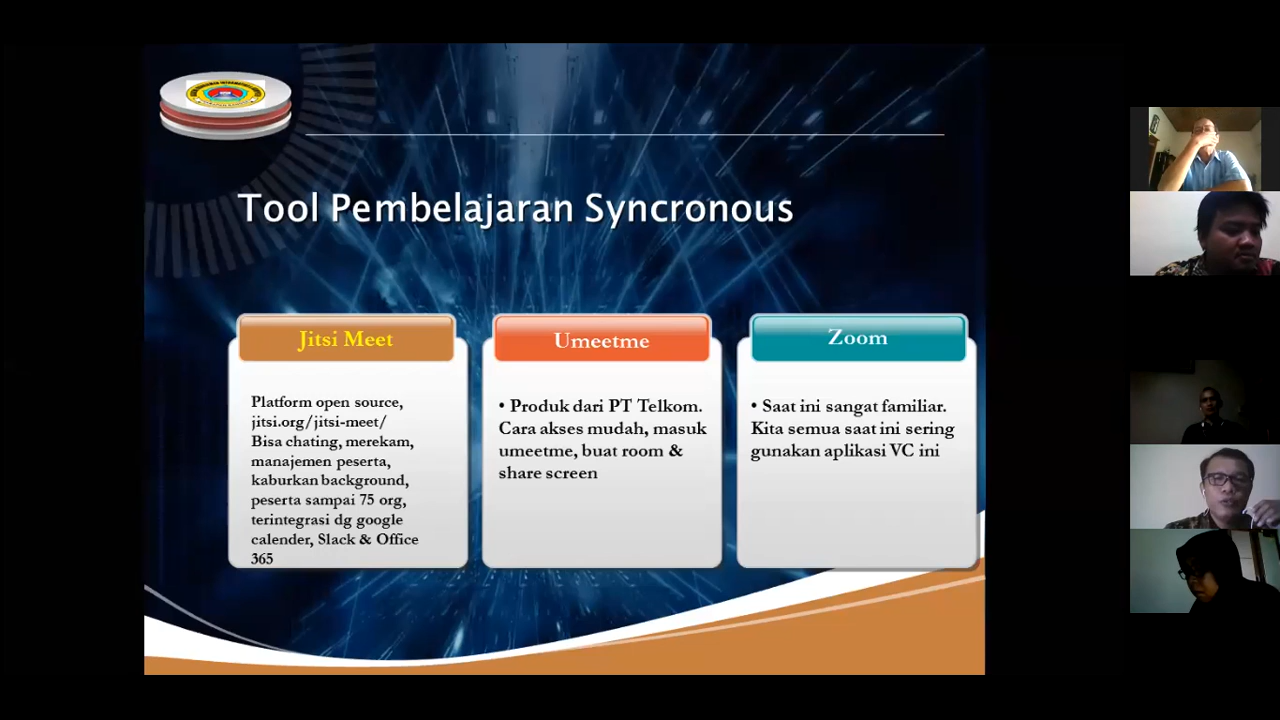 Tool Pembelajaran Syncronous
Jitsi Meet
Platform open source,
jitsi.org/jitsi-meet/
Bisa chating, merekam,
manajemen peserta,
kaburkan background,
peserta sampai 75 org,
terintegrasi dg google
calender, Slack & Office
365
Umeetme
• Produk dari PT Telkom.
Cara akses mudah, masuk
umeetme, buat room &
share screen
Zoom
• Saat ini sangat familiar.
Kita semua saat ini sering
gunakan aplikasi VC ini